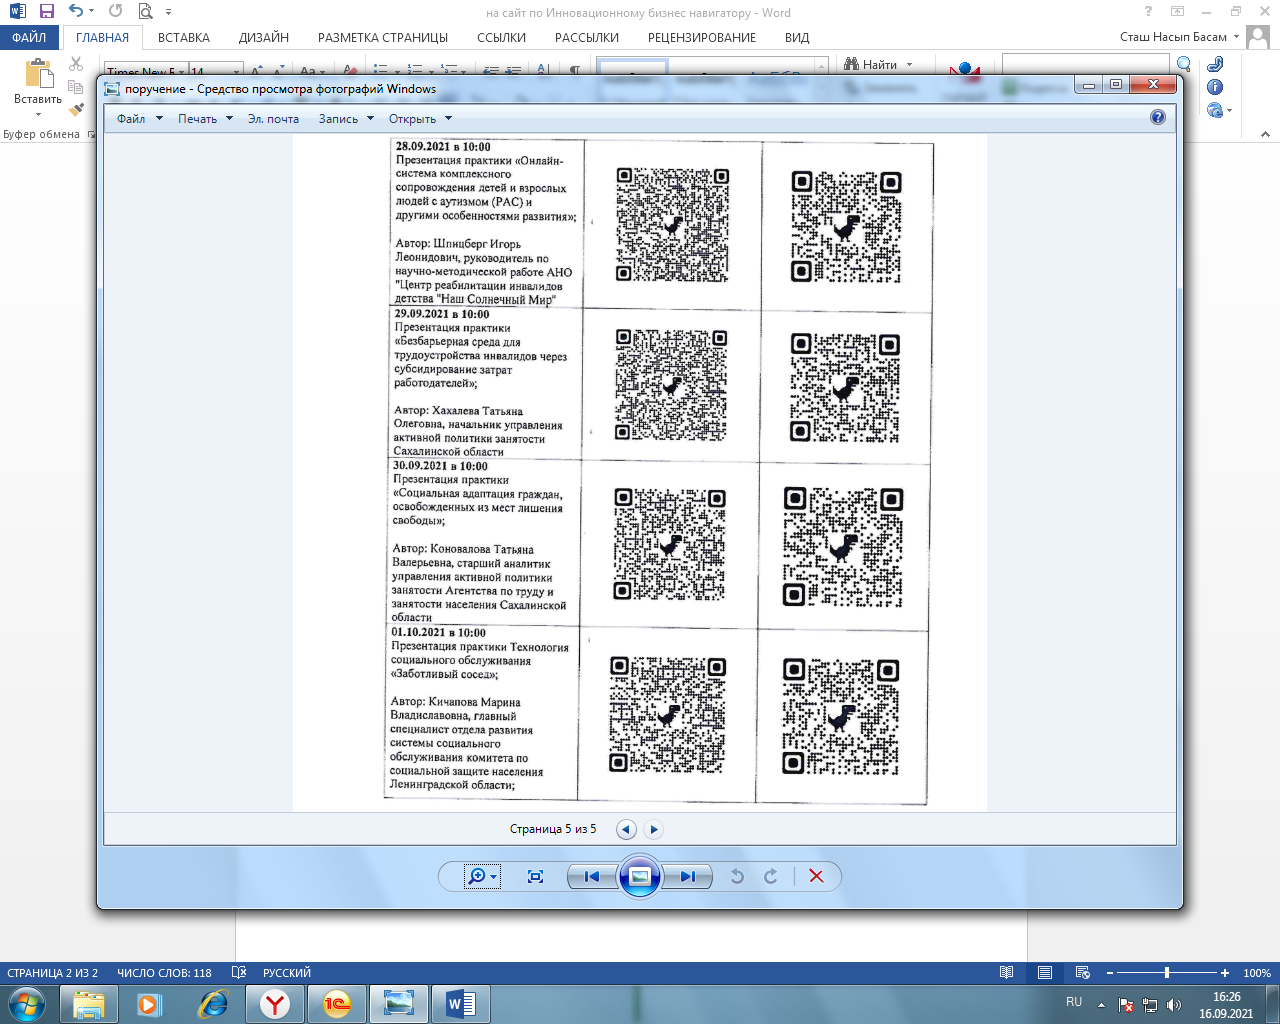 на сайт по Инновационному бизнес навигатору - Word
ФАЙЛ
ГЛАВНАЯ
ВСТАВКА
ДИЗАЙН
РАЗМЕТКА СТРАНИЦЫ
ССЫЛКИ
РАССЫЛКИ
РЕЦЕНЗИРОВАНИЕ
ВИД
Сташ Насып Басам
Вставить
Буфер обмена
Times New
14
Найти
поручение - Средство просмотра фотографий Windows
Файл
Печать
Эл. почта
Запись
Открыть
28.09.2021 в 10:00
Презентация практики «Онлайн-
система комплексного
сопровождения детей и взрослых
людей с аутизмом (РАС) и
другими особенностями развития»;
Автор: Шпицберг Игорь
Леонидович, руководитель по
научно-методической работе АНО
"Центр реабилитации инвалидов
детства "Наш Солнечный Мир"
29.09.2021 в 10:00
Презентация практики
«Безбарьерная среда для
трудоустройства инвалидов через
субсидирование затрат
работодателей»;
Автор: Хахалева Татьяна
Олеговна, начальник управления
активной политики занятости
Сахалинской области
30.09.2021 в 10:00
Презентация практики
«Социальная адаптация граждан,
освобожденных из мест лишения
свободы»;
Автор: Коновалова Татьяна
Валерьевна, старший аналитик
управления активной политики
занятости Агентства по труду и
занятости населения Сахалинской
области
01.10.2021 в 10:00
Презентация практики Технология
социального обслуживания
«Заботливый сосед»;
Автор: Кичапова Марина
Владиславовна, главный
специалист отдела развития
системы социального
обслуживания комитета по
социальной защите населения
Ленинградской области;
Страница 5 из 5
СТРАНИЦА 2 ИЗ 2
ЧИСЛО СЛОВ: 118
РУССКИЙ
100%
RU
16:26
16.09.2021